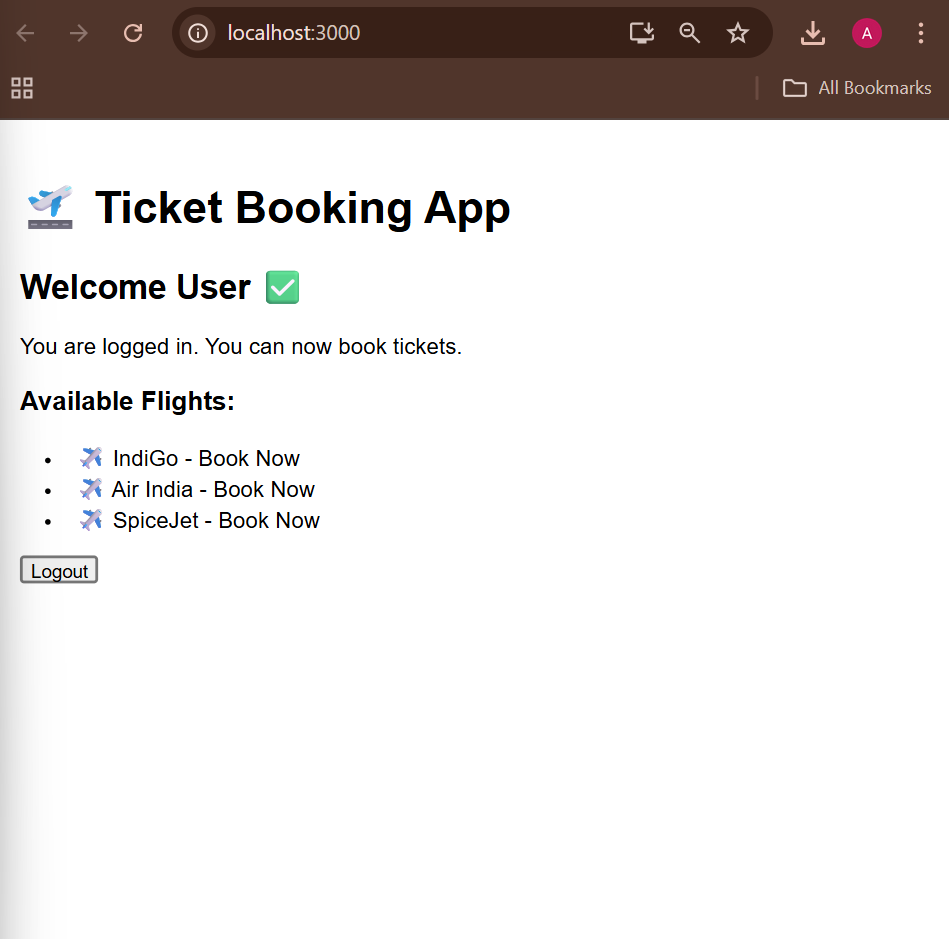 localhost:3000
A
All Bookmarks
Ticket Booking App
Welcome User
You are logged in. You can now book tickets.
Available Flights:
IndiGo - Book Now
Air India - Book Now
SpiceJet - Book Now
Logout